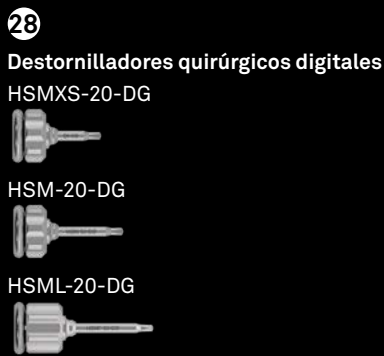 28
Destornilladores quirúrgicos digitales
HSMXS-20-DG
HSM-20-DG
HSML-20-DG